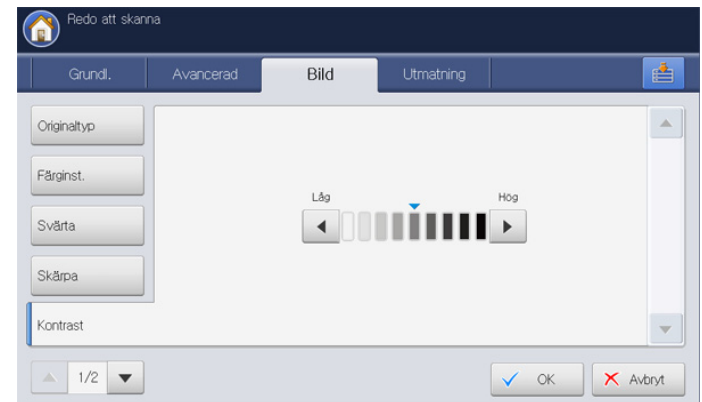 Redo att skanna
Grundl.
Avancerad
Bild
Utmatning
Originaltyp
Färginst.
Svärta
Skärpa
Kontrast
Låg
Hög
1/2
OK
Avbryt